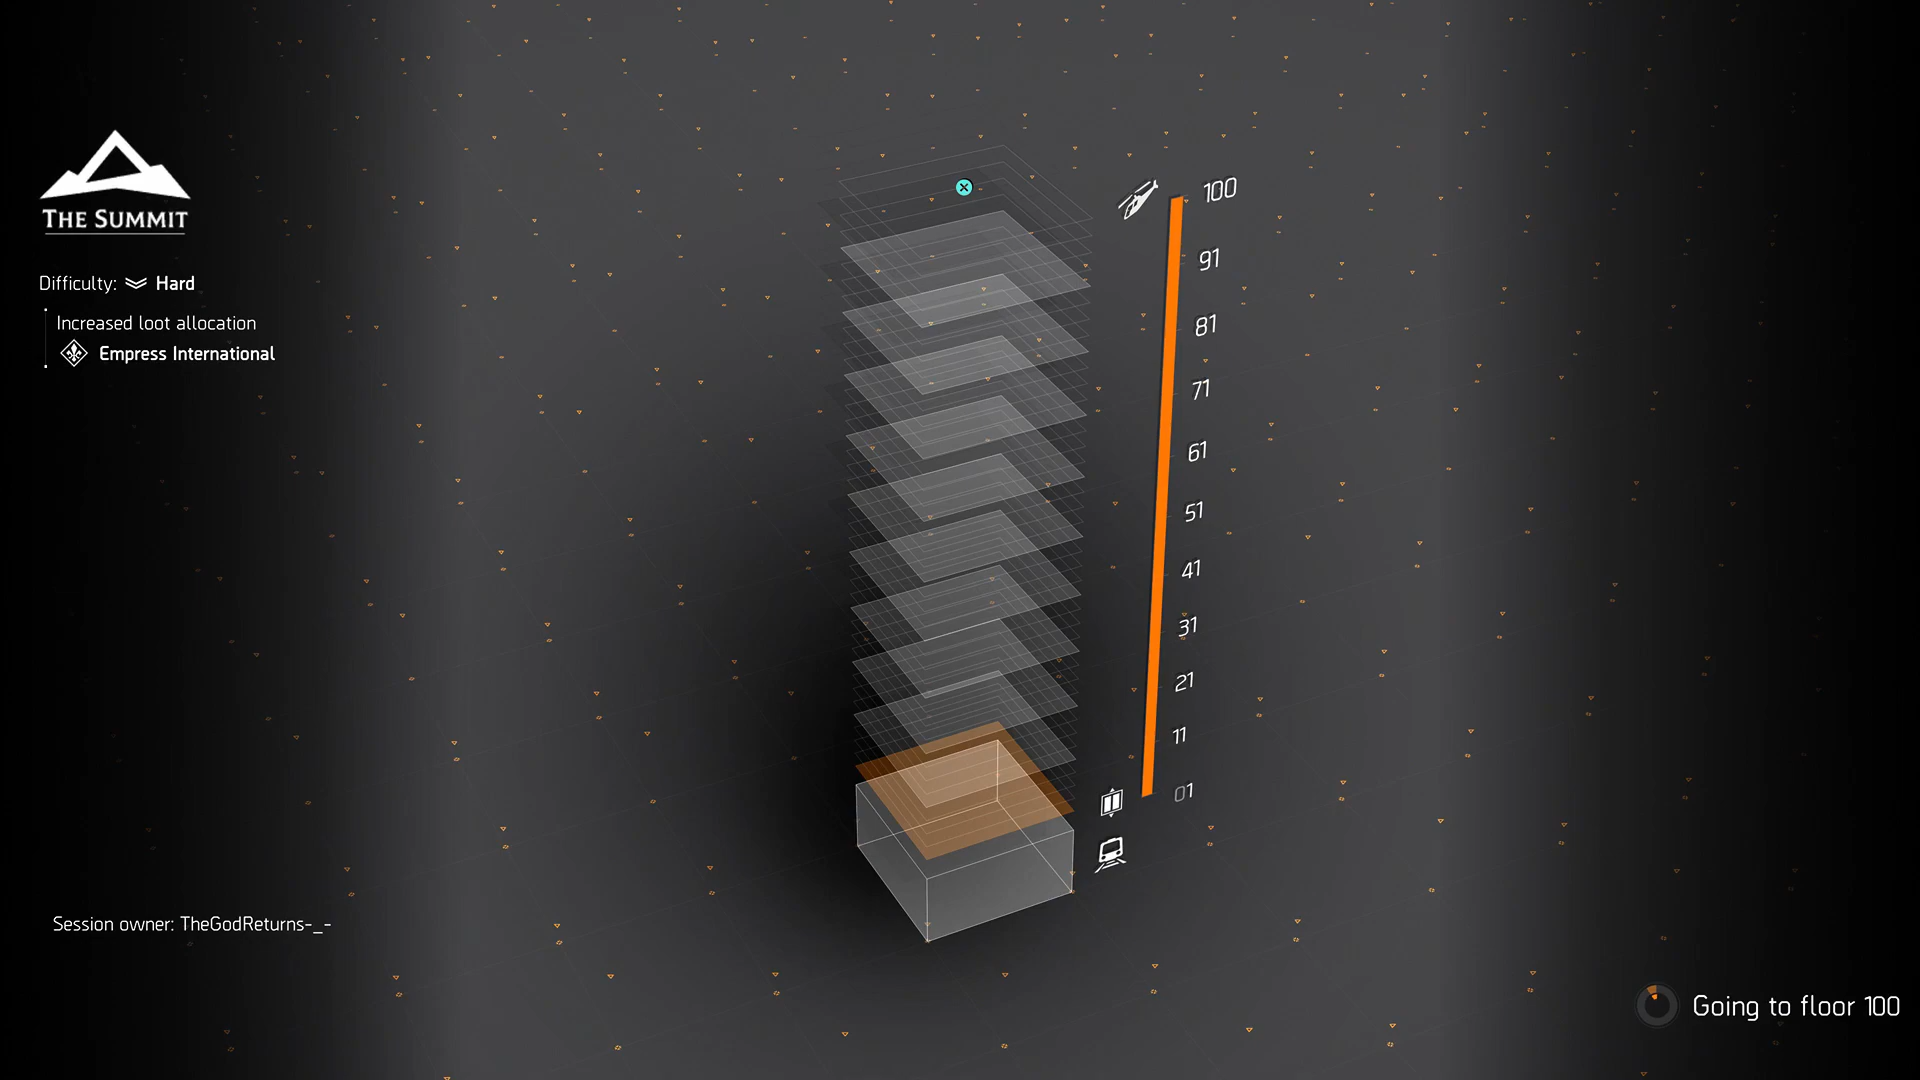 THE SUMMIT
Difficulty: Hard
Increased loot allocation
Empress International
100
91
81
71
61
51
41
31
21
11
01
Session owner: TheGodReturns-_-
Going to floor 100